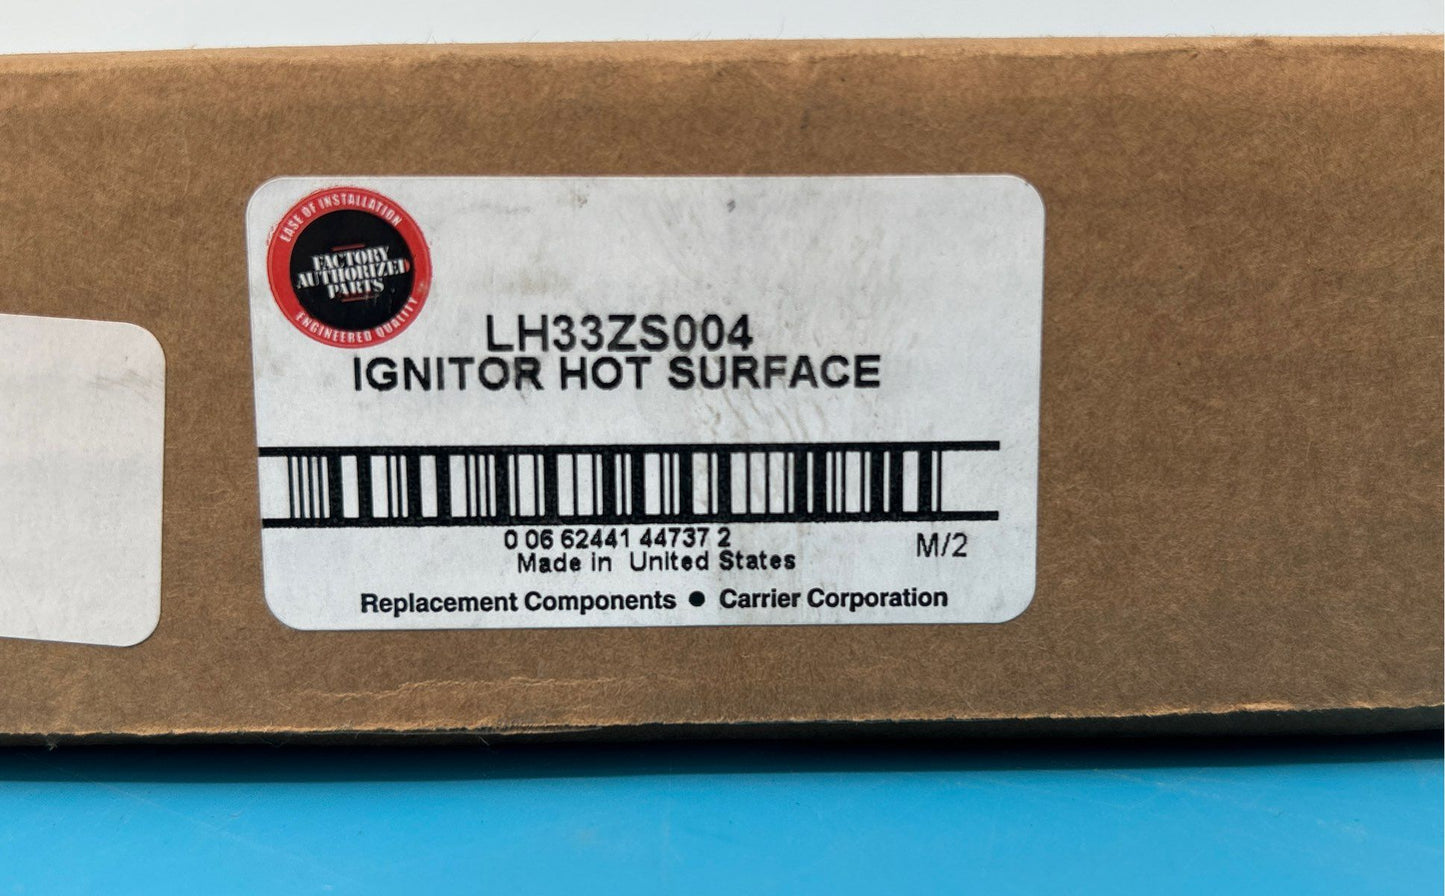 EASE OF INSTALLATION
FACTORY
AUTHORIZED
PARTS
ENGINEERED QUALITY
LH33ZS004
IGNITOR HOT SURFACE
0 06 62441 44737 2
M/2
Made in United States
Replacement Components ● Carrier Corporation